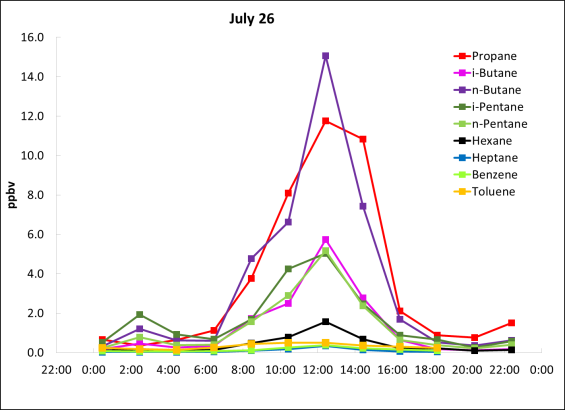 July 26
16.0
14.0
12.0
10.0
8.0
6.0
4.0
2.0
0.0
ppbv
Propane
i-Butane
n-Butane
i-Pentane
n-Pentane
Hexane
Heptane
Benzene
Toluene
22:00 0:00 2:00 4:00 6:00 8:00 10:00 12:00 14:00 16:00 18:00 20:00 22:00 0:00